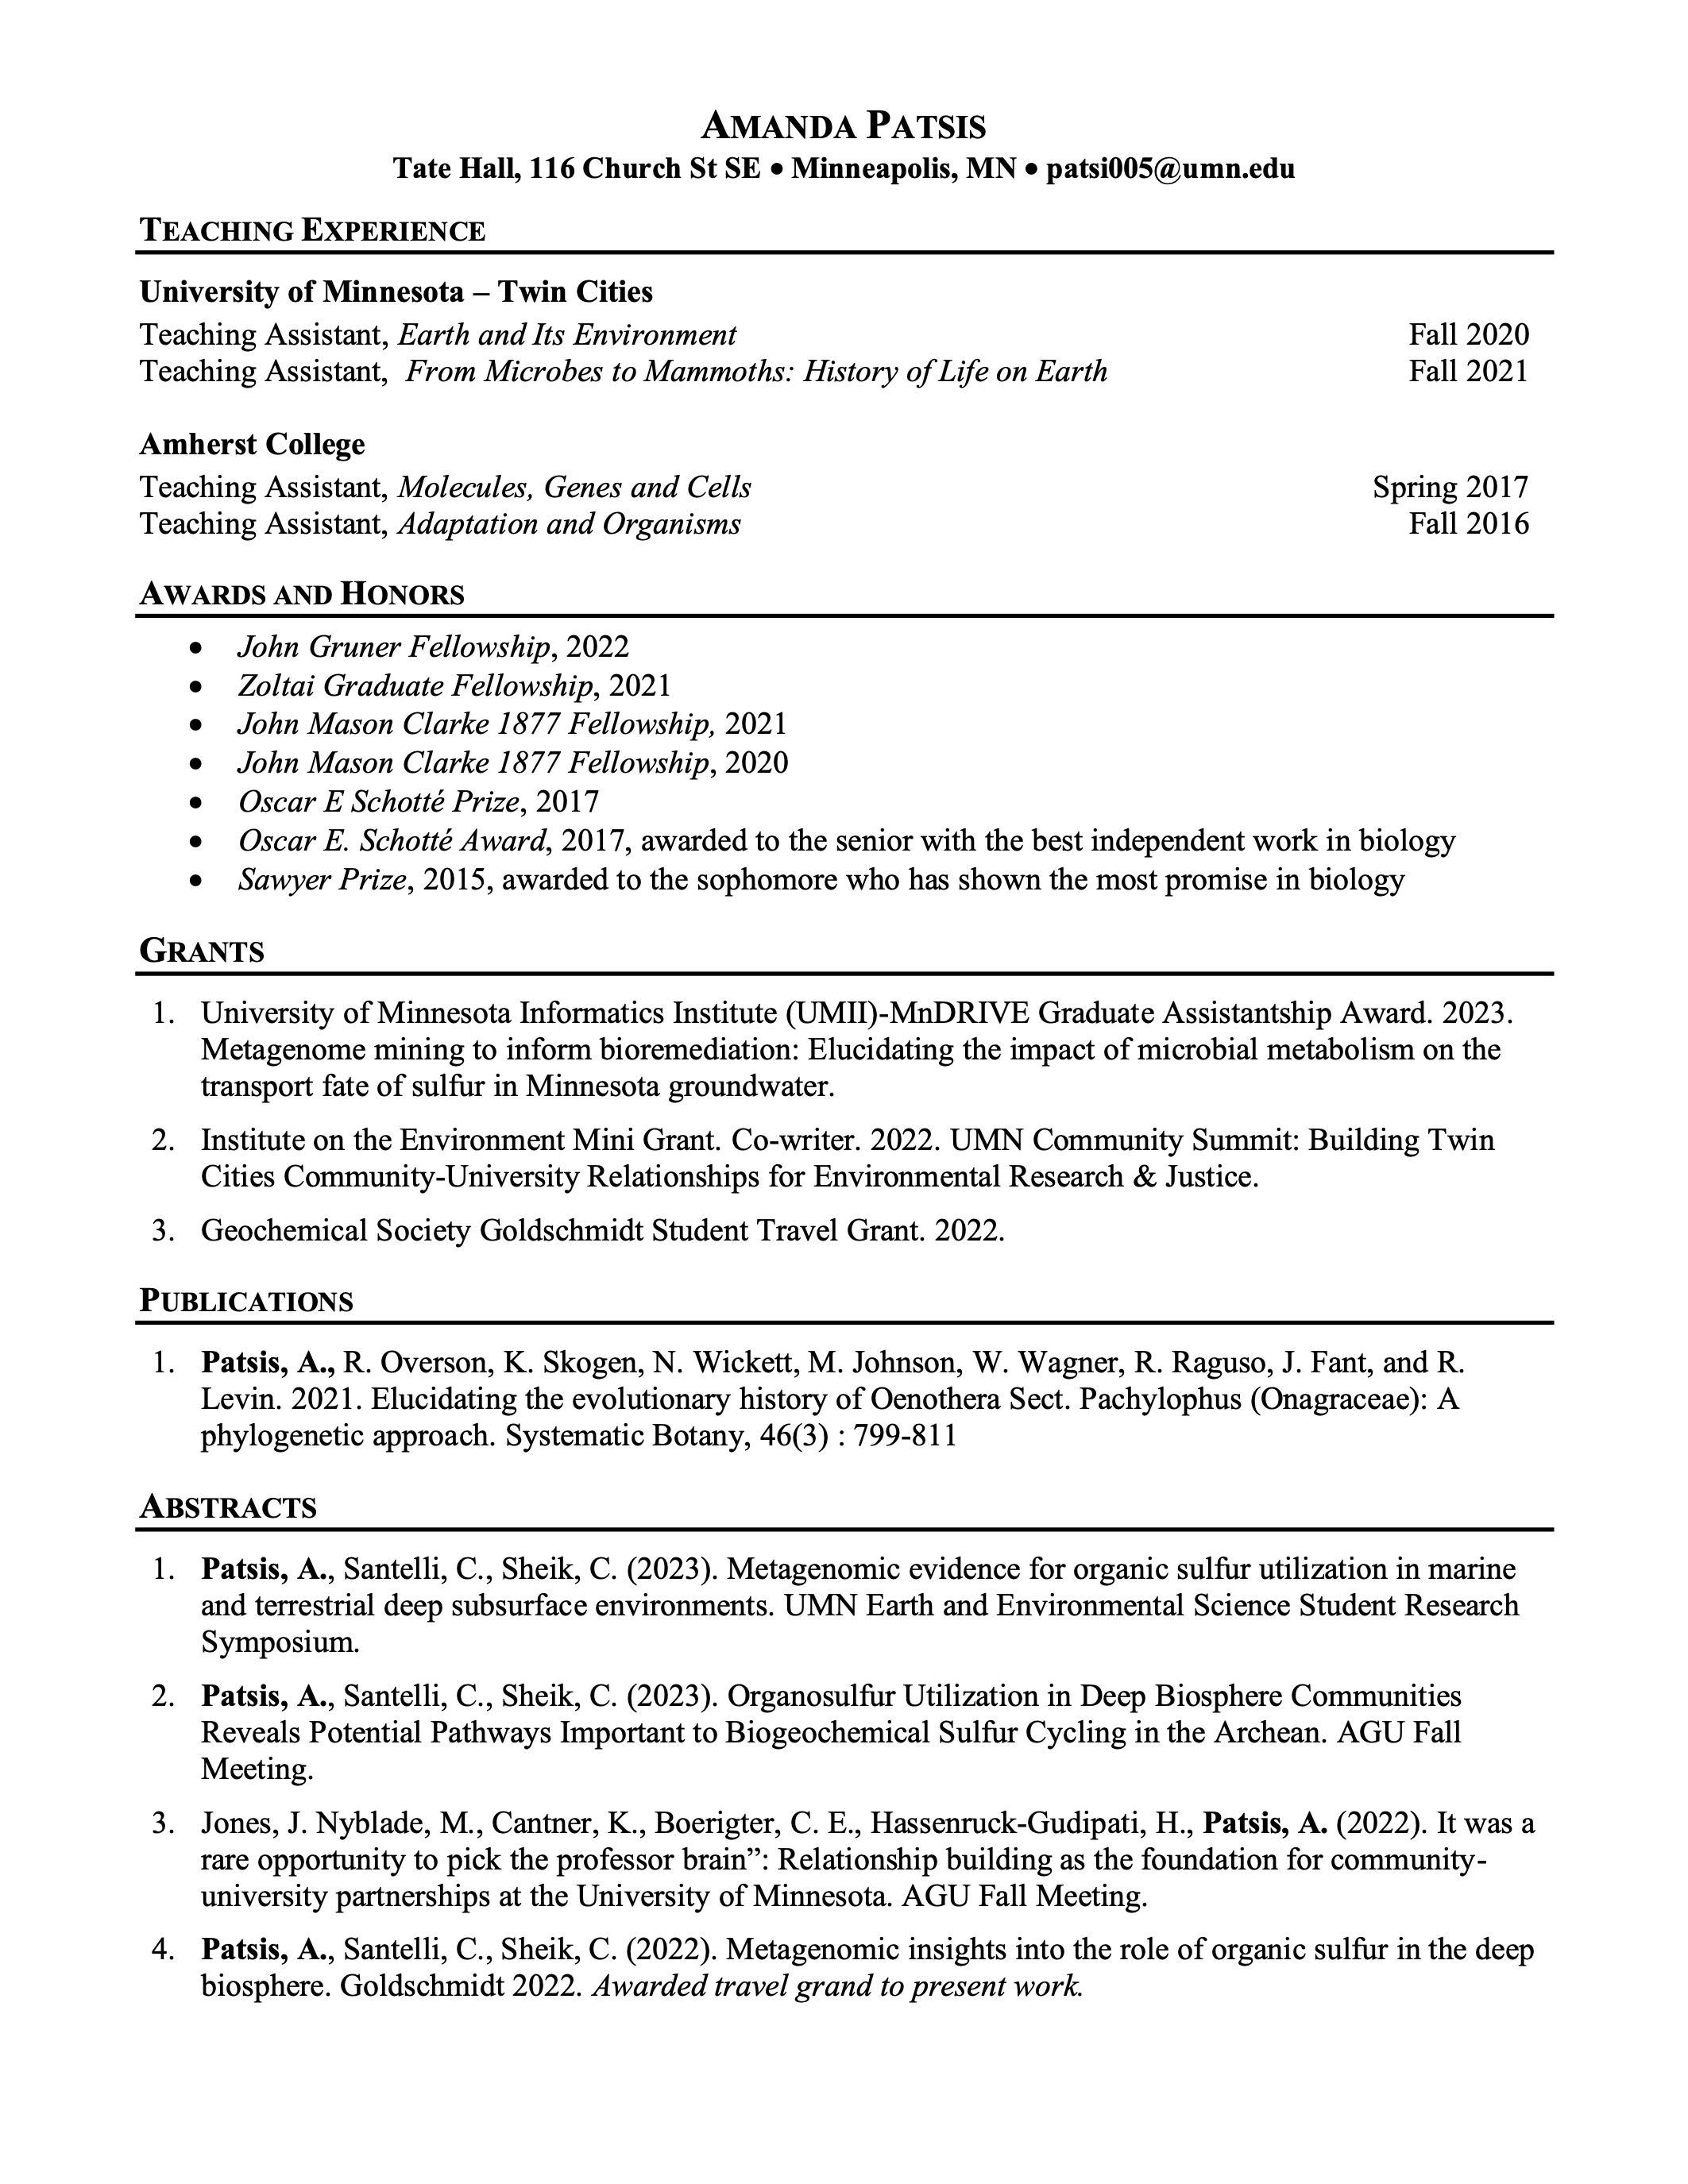 AMANDA PATSIS
Tate Hall, 116 Church St SE • Minneapolis, MN • patsi005@umn.edu
TEACHING EXPERIENCE
University of Minnesota – Twin Cities
Teaching Assistant, Earth and Its Environment Fall 2020
Teaching Assistant, From Microbes to Mammoths: History of Life on Earth Fall 2021
Amherst College
Teaching Assistant, Molecules, Genes and Cells Spring 2017
Teaching Assistant, Adaptation and Organisms Fall 2016
AWARDS AND HONORS
• John Gruner Fellowship, 2022
• Zoltai Graduate Fellowship, 2021
• John Mason Clarke 1877 Fellowship, 2021
• John Mason Clarke 1877 Fellowship, 2020
• Oscar E Schotté Prize, 2017
• Oscar E. Schotté Award, 2017, awarded to the senior with the best independent work in biology
• Sawyer Prize, 2015, awarded to the sophomore who has shown the most promise in biology
GRANTS
1. University of Minnesota Informatics Institute (UMII)-MnDRIVE Graduate Assistantship Award. 2023.
Metagenome mining to inform bioremediation: Elucidating the impact of microbial metabolism on the
transport fate of sulfur in Minnesota groundwater.
2. Institute on the Environment Mini Grant. Co-writer. 2022. UMN Community Summit: Building Twin
Cities Community-University Relationships for Environmental Research & Justice.
3. Geochemical Society Goldschmidt Student Travel Grant. 2022.
PUBLICATIONS
1. Patsis, A., R. Overson, K. Skogen, N. Wickett, M. Johnson, W. Wagner, R. Raguso, J. Fant, and R.
Levin. 2021. Elucidating the evolutionary history of Oenothera Sect. Pachylophus (Onagraceae): A
phylogenetic approach. Systematic Botany, 46(3) : 799-811
ABSTRACTS
1. Patsis, A., Santelli, C., Sheik, C. (2023). Metagenomic evidence for organic sulfur utilization in marine
and terrestrial deep subsurface environments. UMN Earth and Environmental Science Student Research
Symposium.
2. Patsis, A., Santelli, C., Sheik, C. (2023). Organosulfur Utilization in Deep Biosphere Communities
Reveals Potential Pathways Important to Biogeochemical Sulfur Cycling in the Archean. AGU Fall
Meeting.
3. Jones, J. Nyblade, M., Cantner, K., Boerigter, C. E., Hassenruck-Gudipati, H., Patsis, A. (2022). It was a
rare opportunity to pick the professor brain”: Relationship building as the foundation for community-
university partnerships at the University of Minnesota. AGU Fall Meeting.
4. Patsis, A., Santelli, C., Sheik, C. (2022). Metagenomic insights into the role of organic sulfur in the deep
biosphere. Goldschmidt 2022. Awarded travel grand to present work.